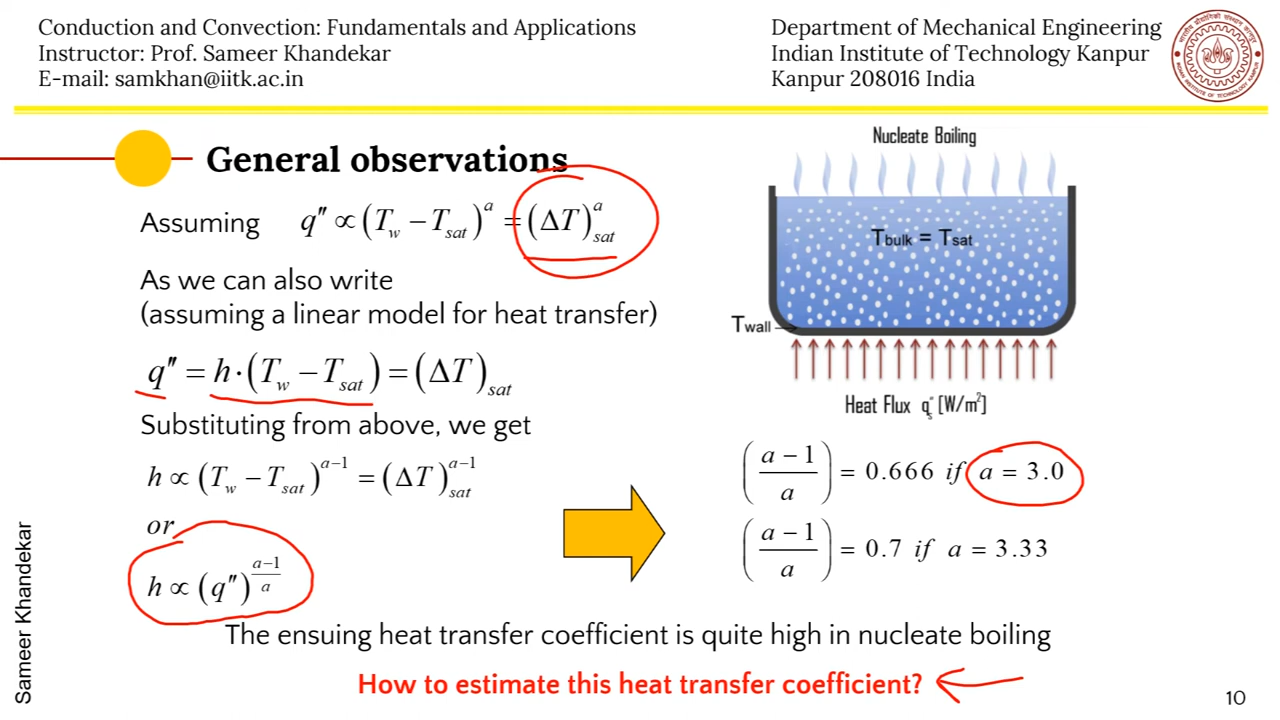 Conduction and Convection: Fundamentals and Applications
Instructor: Prof. Sameer Khandekar
E-mail: samkhan@iitk.ac.in
Department of Mechanical Engineering
Indian Institute of Technology Kanpur
Kanpur 208016 India
General observations
Assuming q″ ∝ (T_w − T_sat)^a = (ΔT)^a_sat
As we can also write
(assuming a linear model for heat transfer)
q″ = h·(T_w − T_sat) = (ΔT)_sat
Substituting from above, we get
h ∝ (T_w − T_sat)^(a−1) = (ΔT)^(a−1)_sat
or
h ∝ (q″)^((a−1)/a)
Nucleate Boiling
T_bulk = T_sat
T_wall
Heat Flux q_s″ [W/m²]
((a − 1)/a) = 0.666 if a = 3.0
((a − 1)/a) = 0.7 if a = 3.33
The ensuing heat transfer coefficient is quite high in nucleate boiling
How to estimate this heat transfer coefficient?
Sameer Khandekar
10